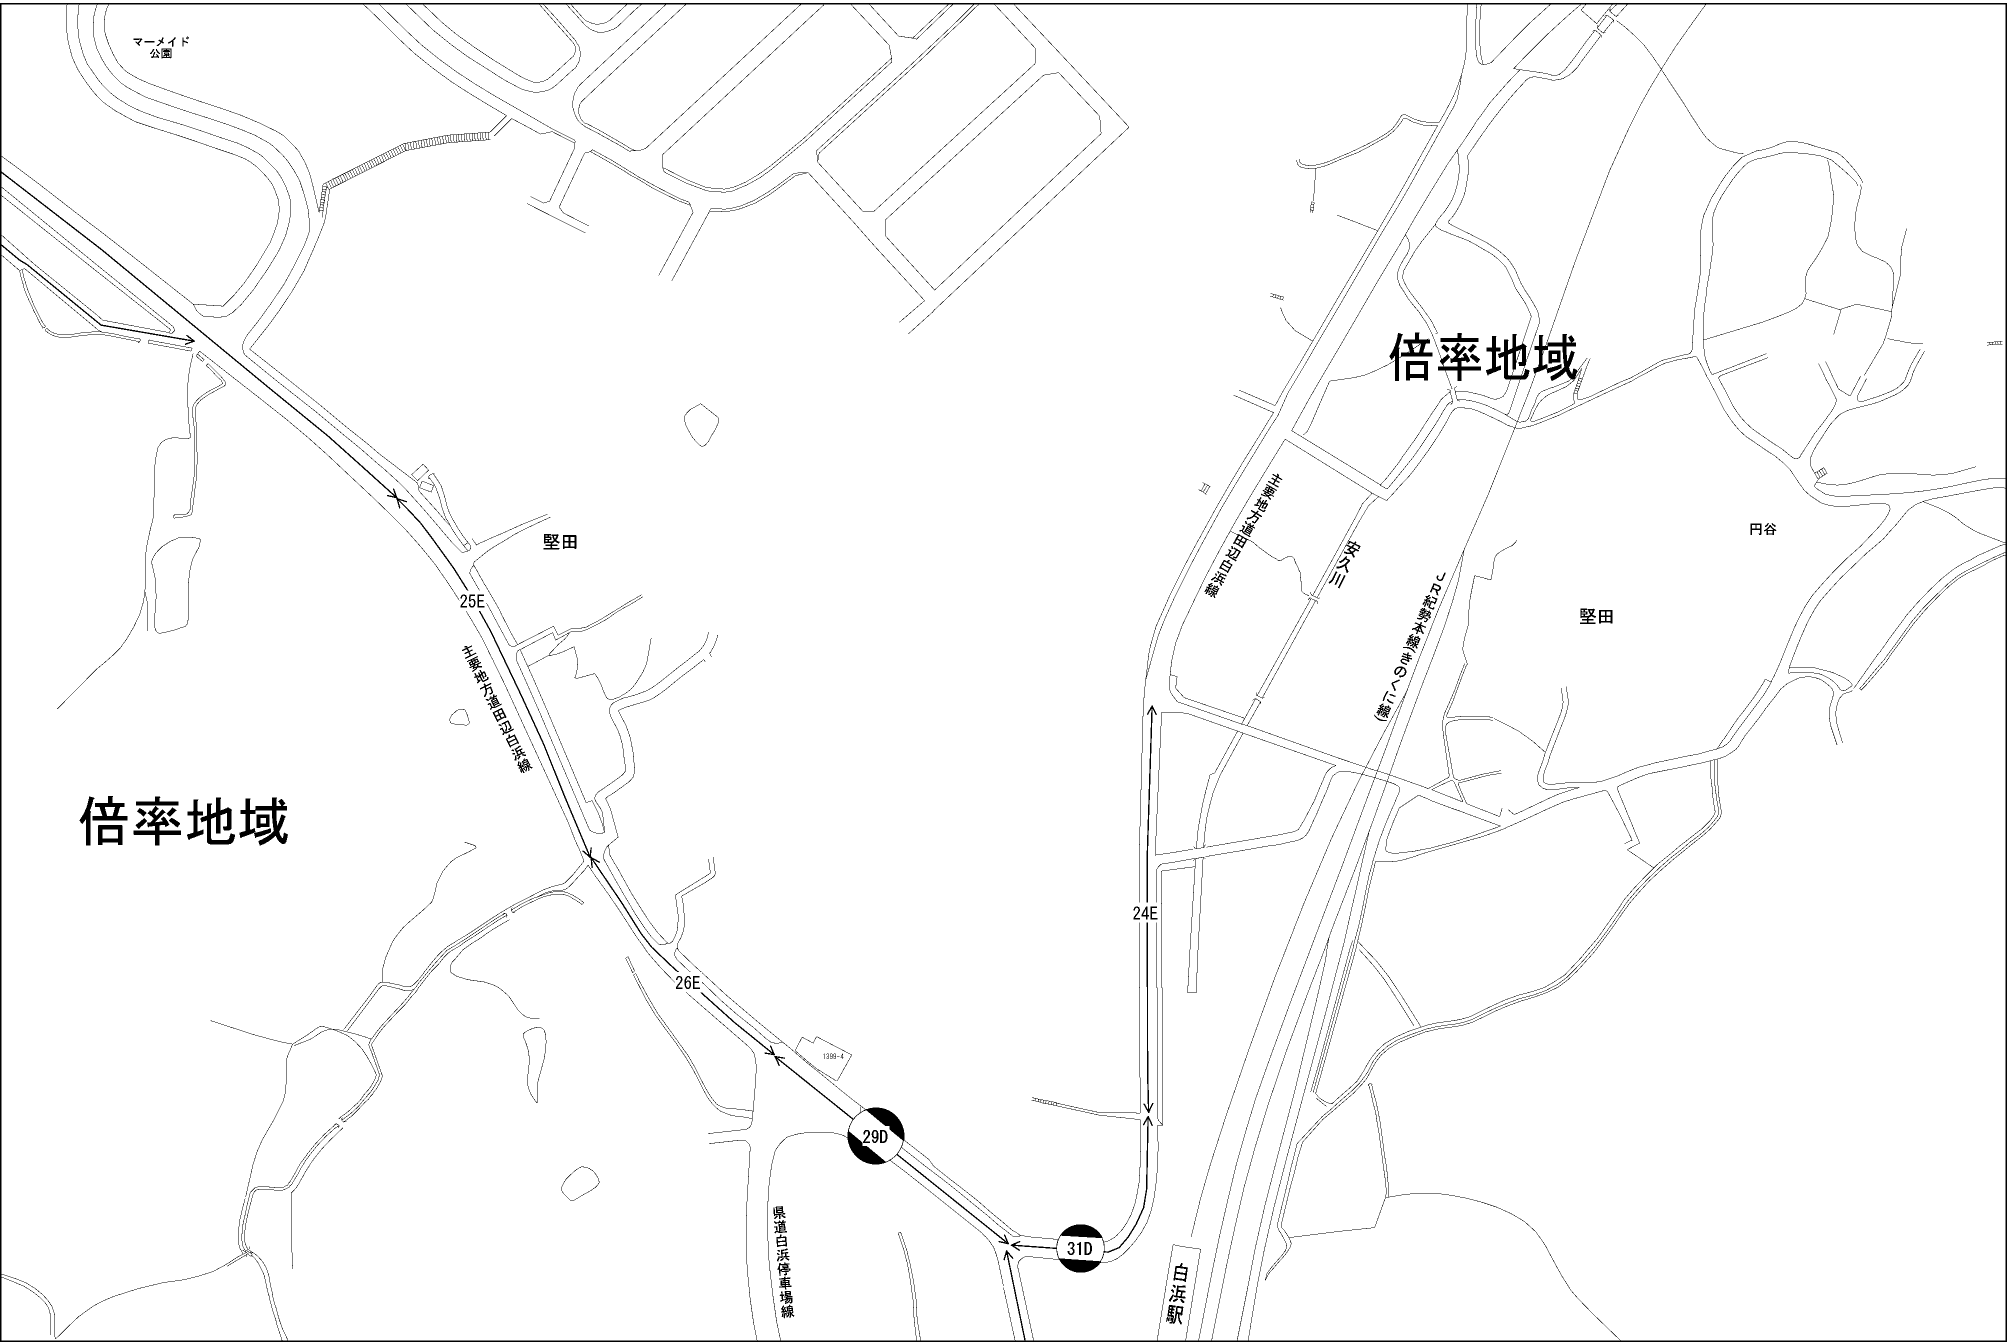 マーメイド
公園
倍率地域
主要地方道田辺白浜線
円谷
堅田
安久川
25E
JR紀勢本線(きのくに線)
堅田
主要地方道田辺白浜線
倍率地域
24E
26E
1399-4
29D
県道白浜停車場線
31D
白浜駅